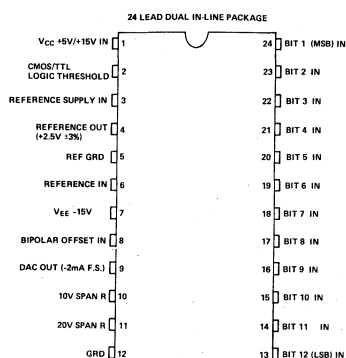 24 LEAD DUAL IN-LINE PACKAGE
VCC +5V/+15V IN 1
24 BIT 1 (MSB) IN
CMOS/TTL
LOGIC THRESHOLD 2
23 BIT 2 IN
REFERENCE SUPPLY IN 3
22 BIT 3 IN
REFERENCE OUT
(+2.5V ±3%) 4
21 BIT 4 IN
REF GRD 5
20 BIT 5 IN
REFERENCE IN 6
19 BIT 6 IN
VEE -15V 7
18 BIT 7 IN
BIPOLAR OFFSET IN 8
17 BIT 8 IN
DAC OUT (-2mA F.S.) 9
16 BIT 9 IN
10V SPAN R 10
15 BIT 10 IN
20V SPAN R 11
14 BIT 11 IN
GRD 12
13 BIT 12 (LSB) IN